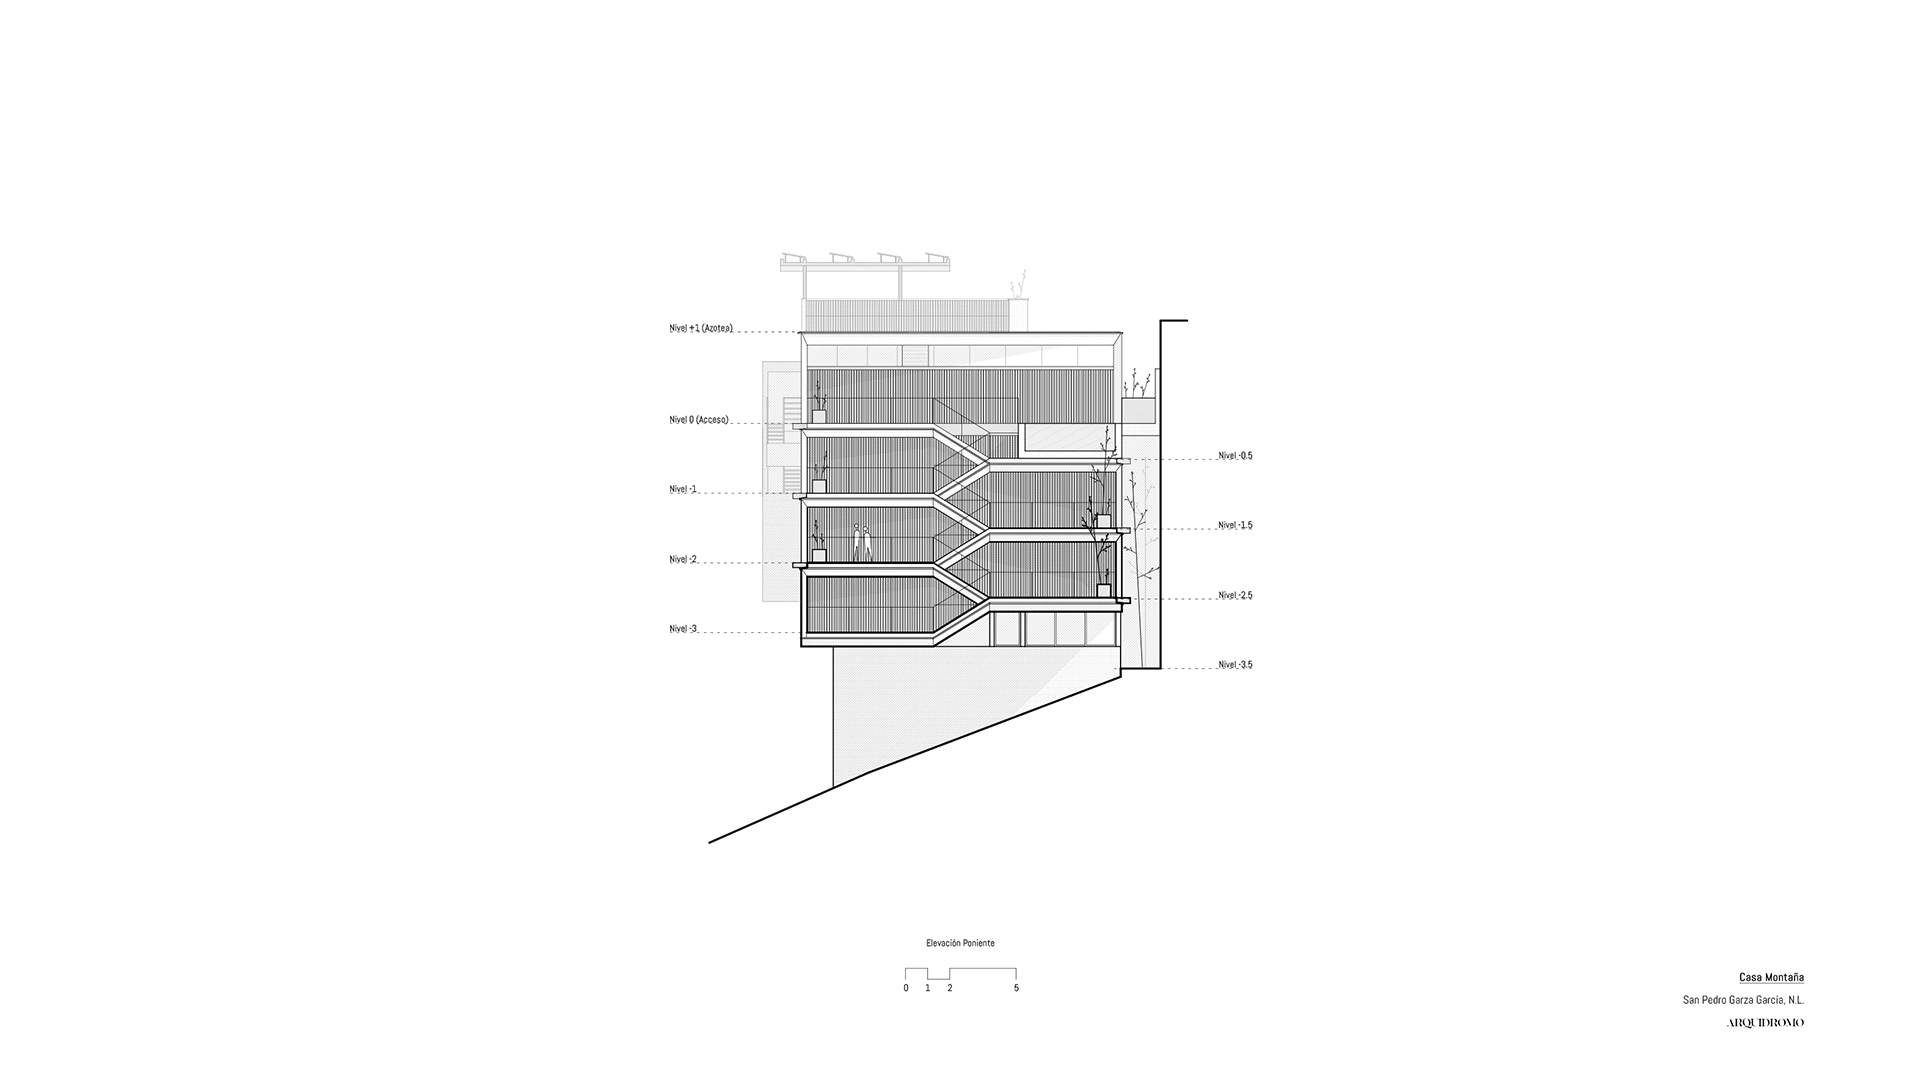 Nivel +1 (Azotea)
Nivel 0 (Acceso)
Nivel -0.5
Nivel -1
Nivel -1.5
Nivel -2
Nivel -2.5
Nivel -3
Nivel -3.5
Elevación Poniente
0 1 2 5
Casa Montaña
San Pedro Garza García, N.L.
ARQUIDROMO